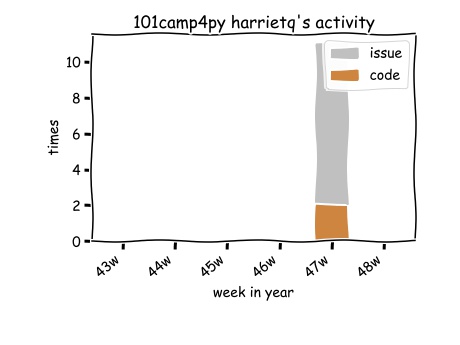 101camp4py harrietq's activity
issue
code
times
10
8
6
4
2
0
43w
44w
45w
46w
47w
48w
week in year